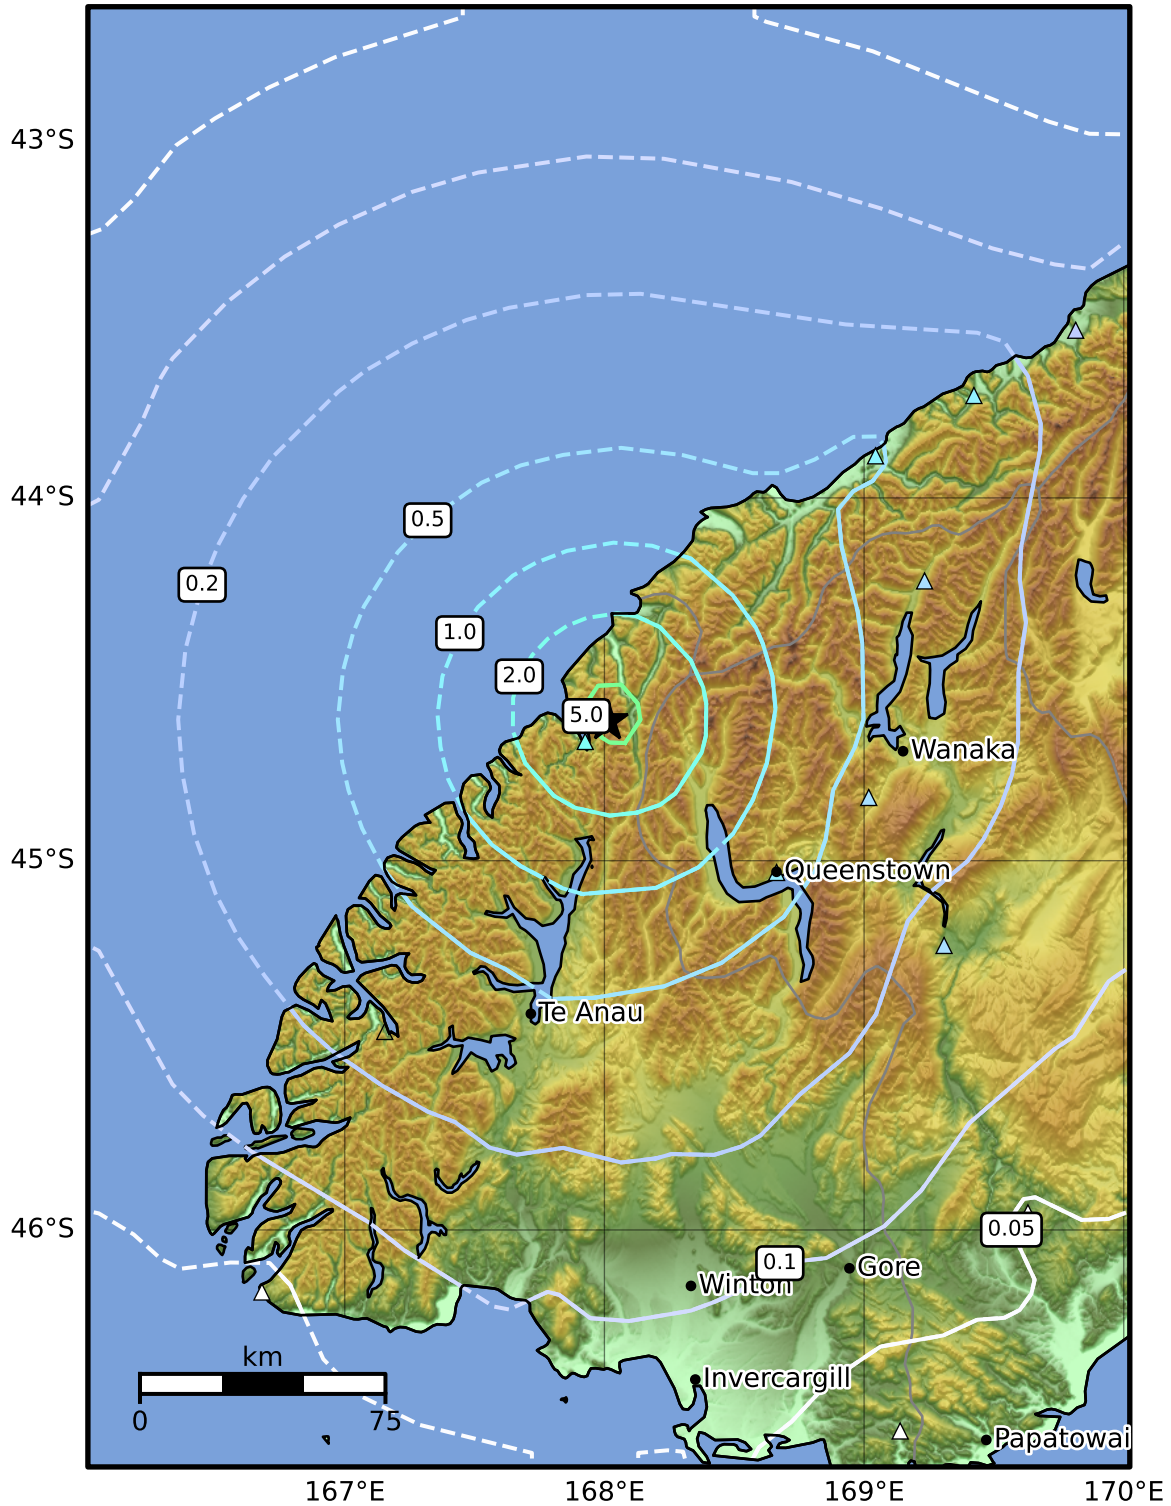 43°S
44°S
0.5
0.2
1.0
2.0
5.0
Wanaka
45°S
Queenstown
Te Anau
46°S
0.05
0.1
Gore
Winton
km
Invercargill
0
75
Papatowai
167°E
168°E
169°E
170°E